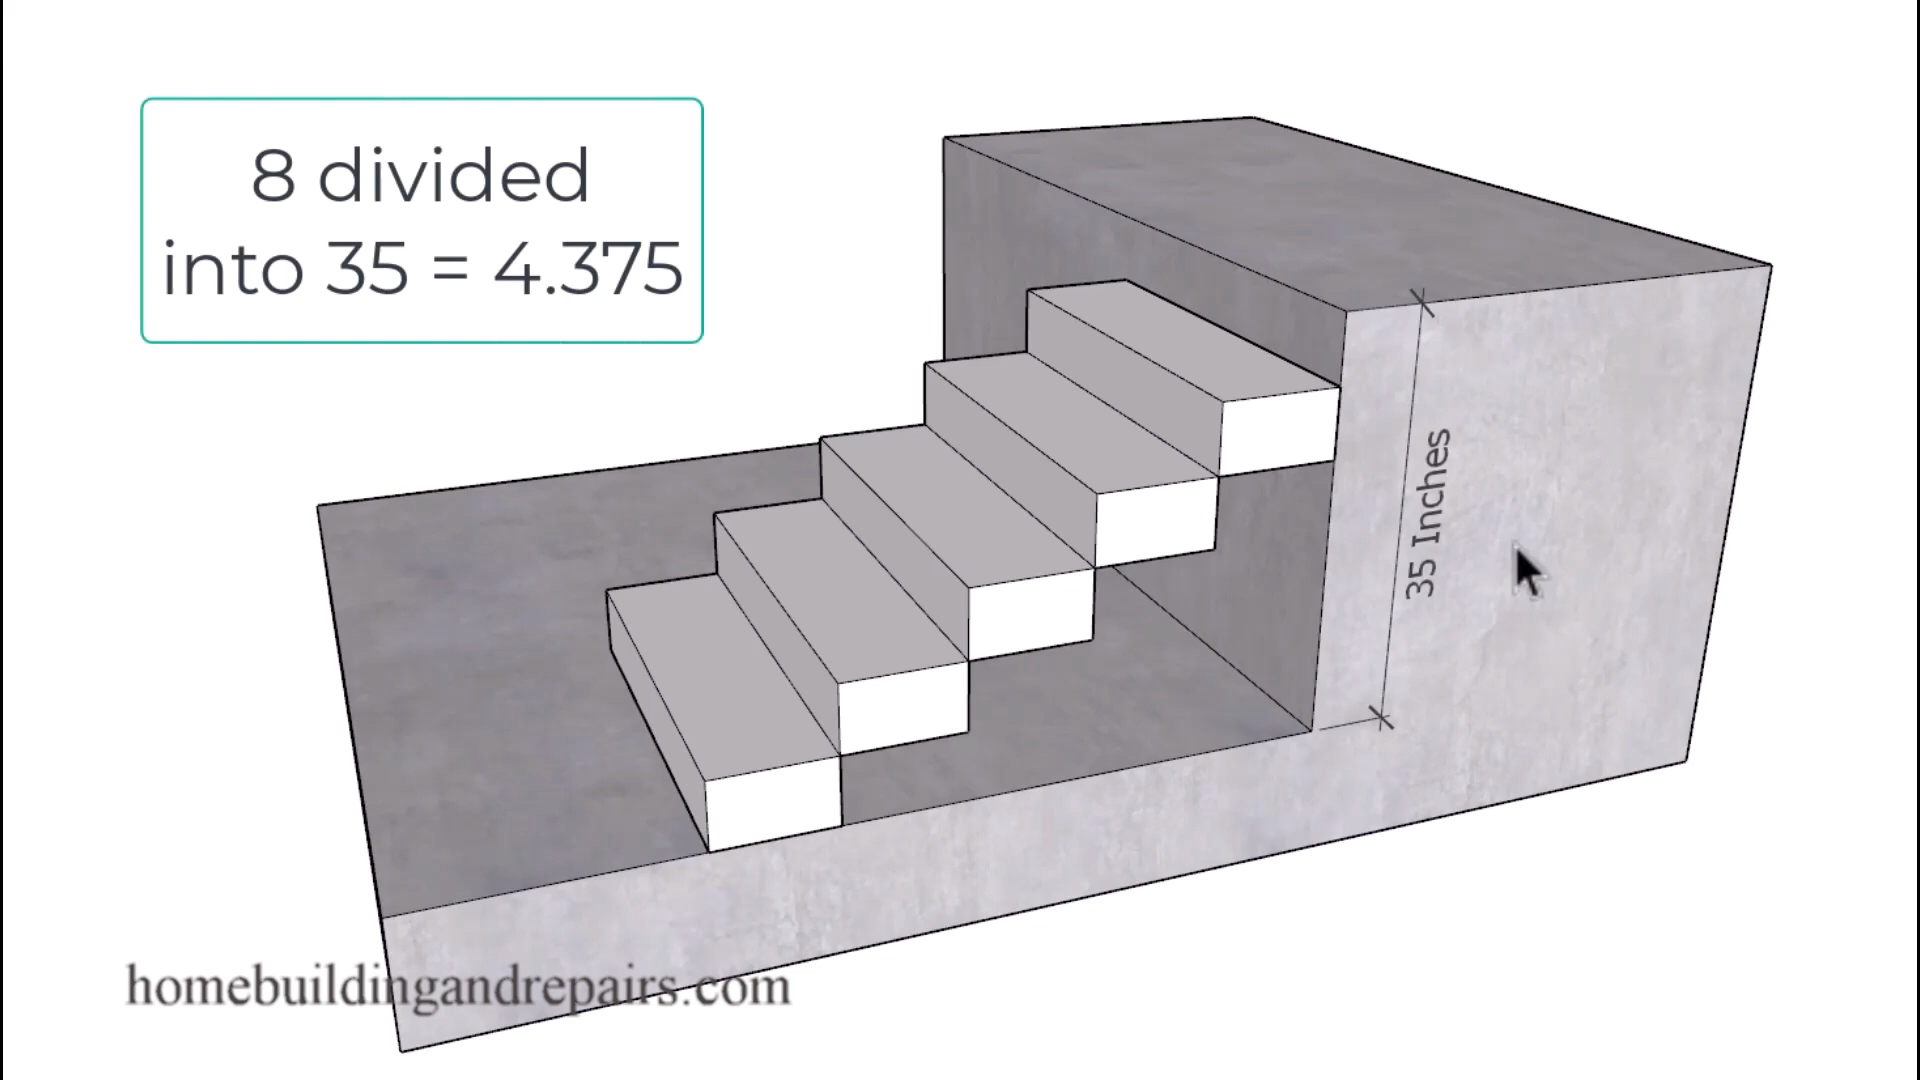 8 divided
into 35 = 4.375
35 Inches
homebuildingandrepairs.com